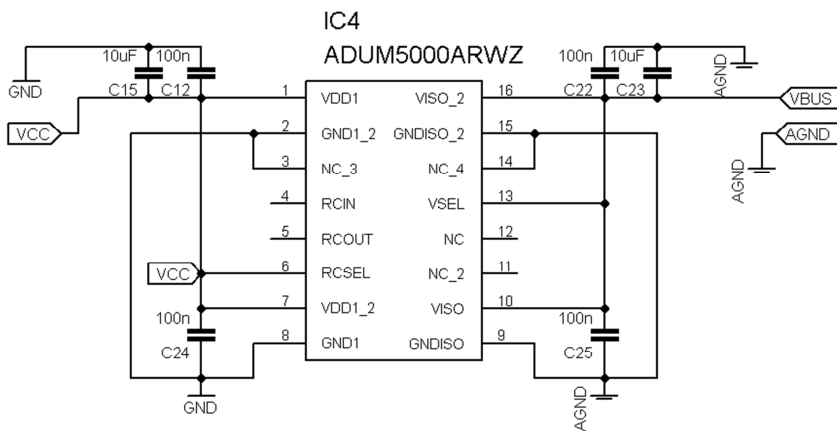 IC4
ADUM5000ARWZ
10uF 100n
GND C15 C12
VCC
100n 10uF
C22 C23
AGND
VBUS
AGND
AGND
1 VDD1 VISO_2 16
2 GND1_2 GNDISO_2 15
3 NC_3 NC_4 14
4 RCIN VSEL 13
5 RCOUT NC 12
VCC
6 RCSEL NC_2 11
7 VDD1_2 VISO 10
8 GND1 GNDISO 9
100n
C24
GND
100n
C25
AGND